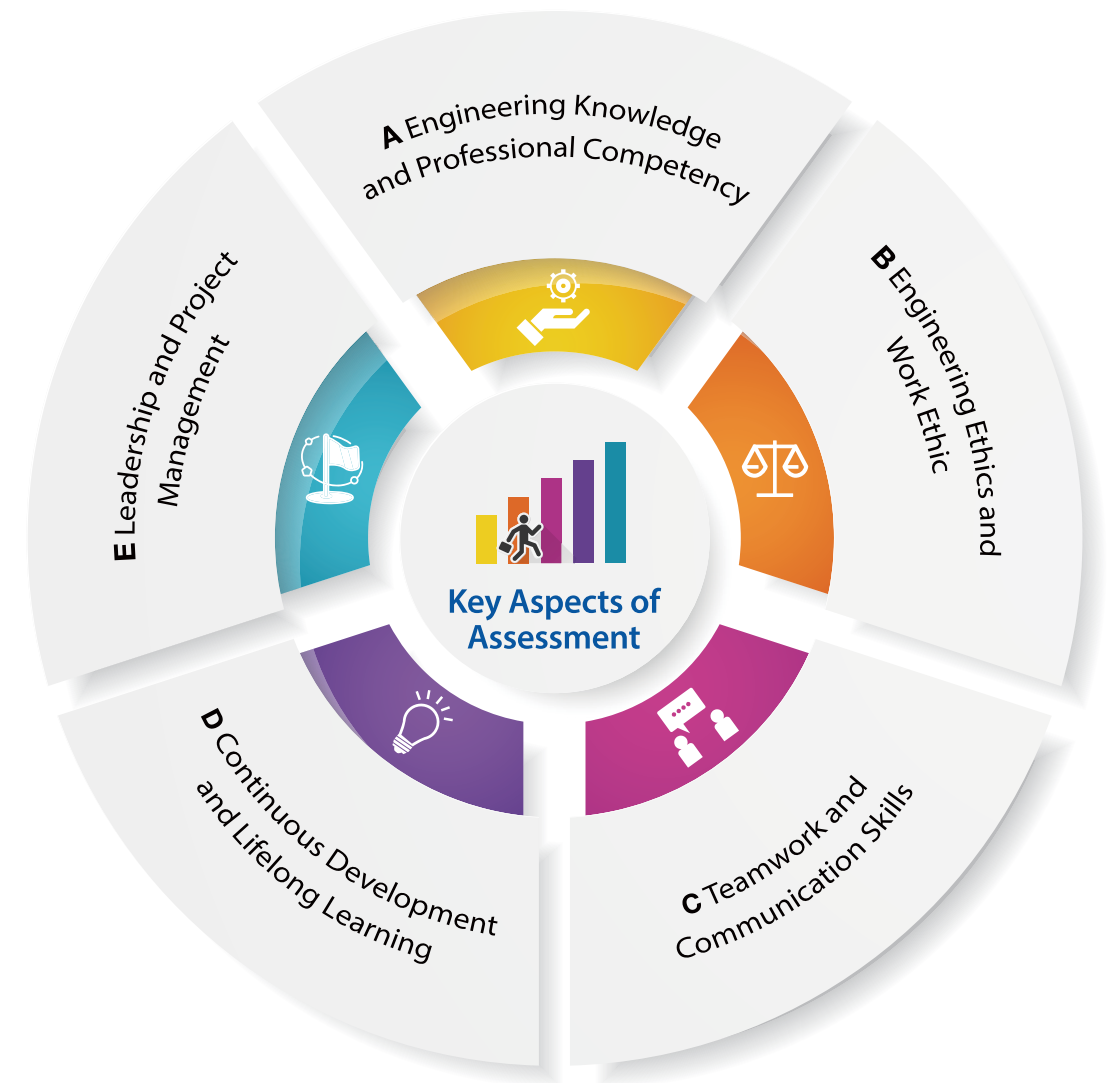 A Engineering Knowledge
and Professional Competency
B Engineering Ethics and
Work Ethic
C Teamwork and
Communication Skills
D Continuous Development
and Lifelong Learning
E Leadership and Project
Management
Key Aspects of
Assessment